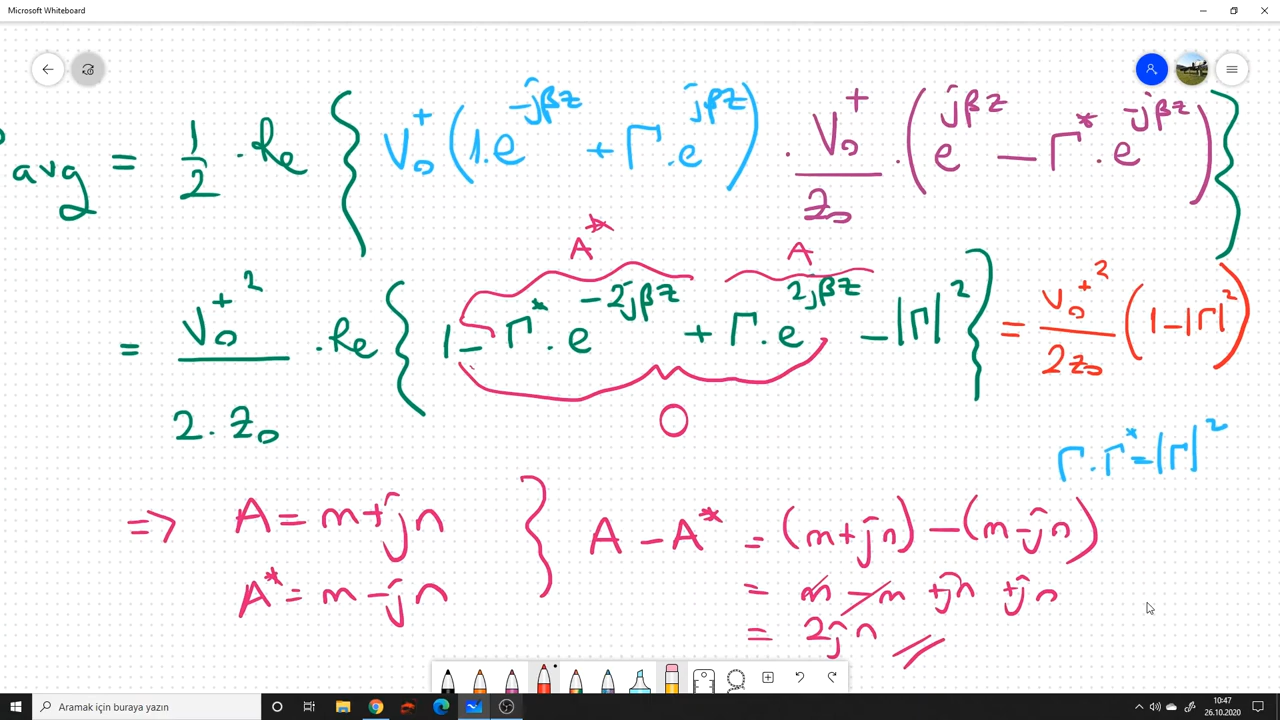 Microsoft Whiteboard
avg = 1/2 . Re { V₀⁺ (1.e^(-jβz) + Γ.e^(jβz)) . V₀⁺/Z₀ . (e^(jβz) - Γ*.e^(-jβz)) }
A* A
= V₀⁺²/2.Z₀ . Re { 1 - Γ*.e^(-2jβz) + Γ.e^(2jβz) - |Γ|² } = V₀⁺²/2Z₀ (1-|Γ|²)
0
Γ.Γ* = |Γ|²
=> A = m+jn } A - A* = (m+jn) - (m-jn)
A* = m-jn = m - m +jn +jn
= 2jn
Aramak için buraya yazın
10:47
26.10.2020